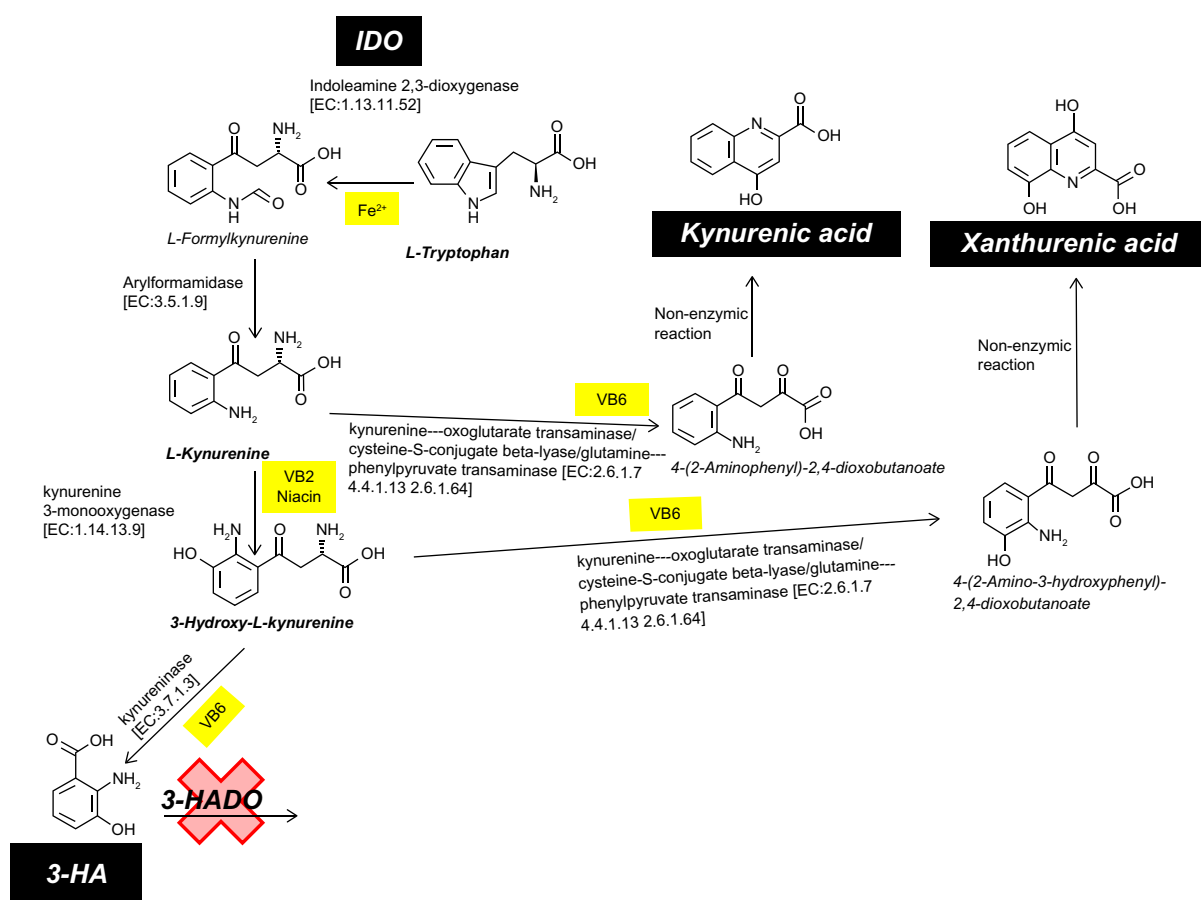 IDO
Indoleamine 2,3-dioxygenase
[EC:1.13.11.52]
O
NH2
OH
O
N
H
O
L-Formylkynurenine
Fe2+
O
OH
NH2
N
H
L-Tryptophan
N
O
OH
HO
Kynurenic acid
HO
N
O
OH
OH
Xanthurenic acid
Arylformamidase
[EC:3.5.1.9]
Non-enzymic
reaction
Non-enzymic
reaction
O
NH2
OH
O
NH2
L-Kynurenine
VB6
kynurenine---oxoglutarate transaminase/
cysteine-S-conjugate beta-lyase/glutamine---
phenylpyruvate transaminase [EC:2.6.1.7
4.4.1.13 2.6.1.64]
O
O
O
OH
NH2
4-(2-Aminophenyl)-2,4-dioxobutanoate
kynurenine
3-monooxygenase
[EC:1.14.13.9]
VB2
Niacin
NH2
HO
O
NH2
OH
O
3-Hydroxy-L-kynurenine
VB6
kynurenine---oxoglutarate transaminase/
cysteine-S-conjugate beta-lyase/glutamine---
phenylpyruvate transaminase [EC:2.6.1.7
4.4.1.13 2.6.1.64]
O
O
OH
O
NH2
HO
4-(2-Amino-3-hydroxyphenyl)-
2,4-dioxobutanoate
kynureninase
[EC:3.7.1.3]
VB6
O
OH
NH2
OH
3-HADO
3-HA